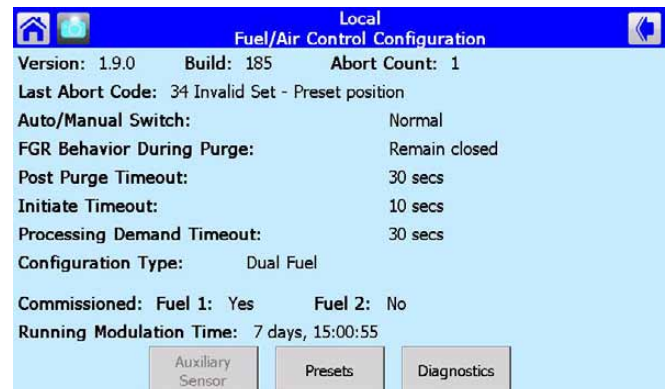 Local
Fuel/Air Control Configuration
Version: 1.9.0 Build: 185 Abort Count: 1
Last Abort Code: 34 Invalid Set - Preset position
Auto/Manual Switch: Normal
FGR Behavior During Purge: Remain closed
Post Purge Timeout: 30 secs
Initiate Timeout: 10 secs
Processing Demand Timeout: 30 secs
Configuration Type: Dual Fuel
Commissioned: Fuel 1: Yes Fuel 2: No
Running Modulation Time: 7 days, 15:00:55
Auxiliary
Sensor
Presets
Diagnostics